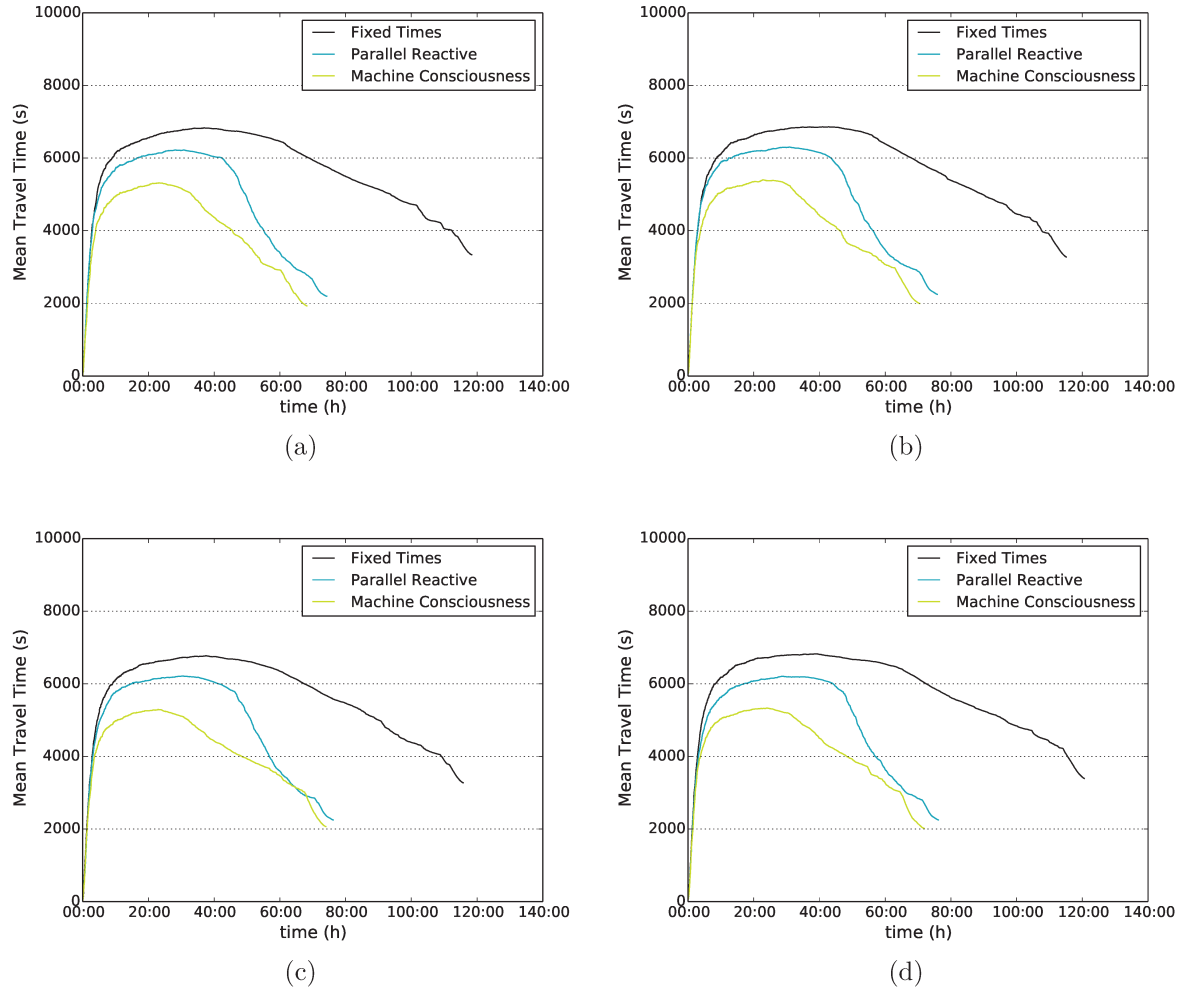 10000
8000
6000
4000
2000
0
Mean Travel Time (s)
Fixed Times
Parallel Reactive
Machine Consciousness
00:00 20:00 40:00 60:00 80:00 100:00 120:00 140:00
time (h)
(a)
10000
8000
6000
4000
2000
0
Mean Travel Time (s)
Fixed Times
Parallel Reactive
Machine Consciousness
00:00 20:00 40:00 60:00 80:00 100:00 120:00 140:00
time (h)
(b)
10000
8000
6000
4000
2000
0
Mean Travel Time (s)
Fixed Times
Parallel Reactive
Machine Consciousness
00:00 20:00 40:00 60:00 80:00 100:00 120:00 140:00
time (h)
(c)
10000
8000
6000
4000
2000
0
Mean Travel Time (s)
Fixed Times
Parallel Reactive
Machine Consciousness
00:00 20:00 40:00 60:00 80:00 100:00 120:00 140:00
time (h)
(d)